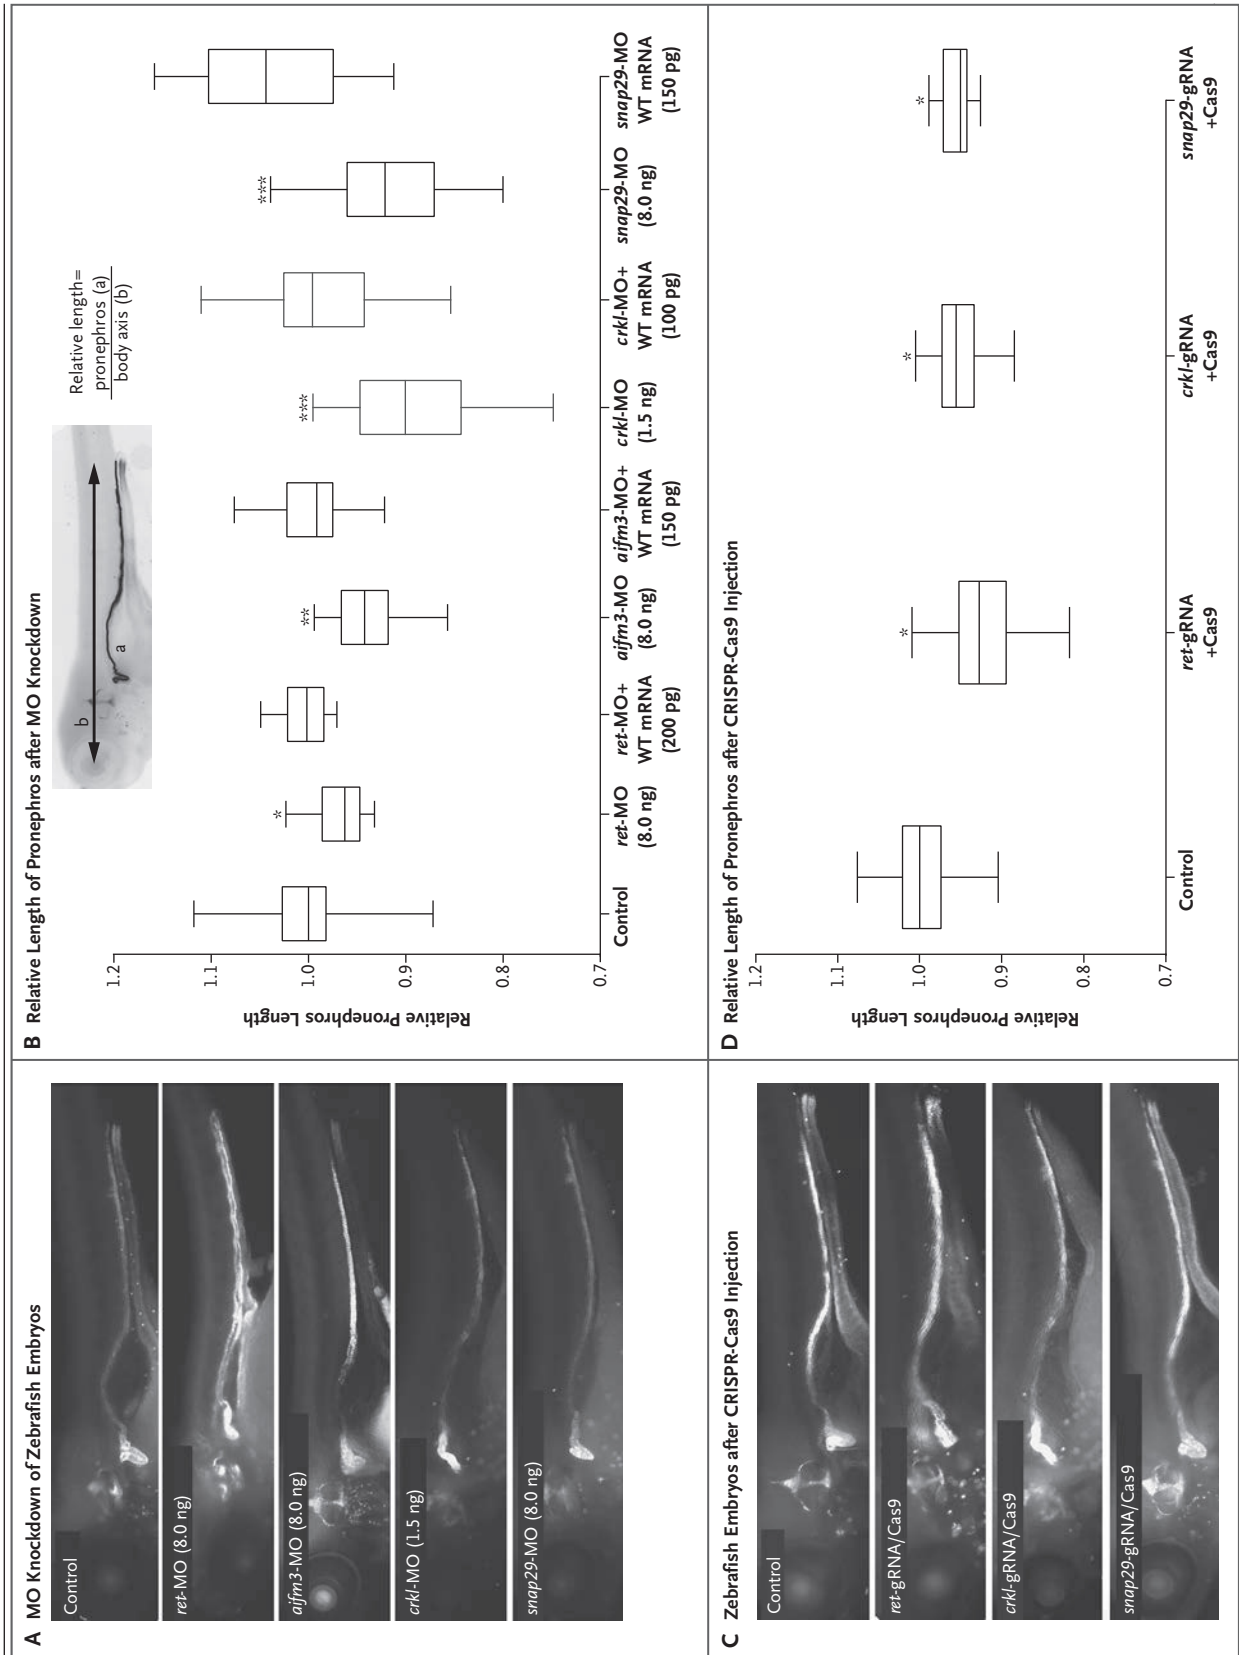 A MO Knockdown of Zebrafish Embryos
Control
ret-MO (8.0 ng)
aifm3-MO (8.0 ng)
crkl-MO (1.5 ng)
snap29-MO (8.0 ng)
B Relative Length of Pronephros after MO Knockdown
b
a
Relative length=
pronephros (a)
body axis (b)
Relative Pronephros Length
1.2
1.1
1.0
0.9
0.8
0.7
*
**
***
***
Control
ret-MO
(8.0 ng)
ret-MO+
WT mRNA
(200 pg)
aifm3-MO
(8.0 ng)
aifm3-MO+
WT mRNA
(150 pg)
crkl-MO
(1.5 ng)
crkl-MO+
WT mRNA
(100 pg)
snap29-MO
(8.0 ng)
snap29-MO
WT mRNA
(150 pg)
C Zebrafish Embryos after CRISPR-Cas9 Injection
Control
ret-gRNA/Cas9
crkl-gRNA/Cas9
snap29-gRNA/Cas9
D Relative Length of Pronephros after CRISPR-Cas9 Injection
Relative Pronephros Length
1.2
1.1
1.0
0.9
0.8
0.7
*
*
*
Control
ret-gRNA
+Cas9
crkl-gRNA
+Cas9
snap29-gRNA
+Cas9